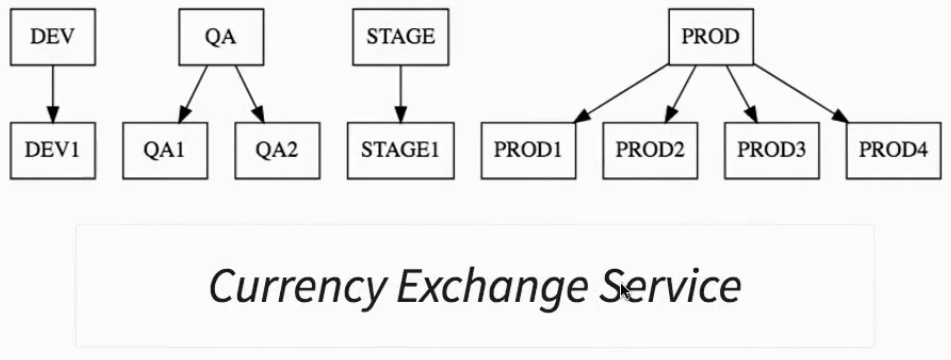 DEV QA STAGE PROD
DEV1 QA1 QA2 STAGE1 PROD1 PROD2 PROD3 PROD4
Currency Exchange Service